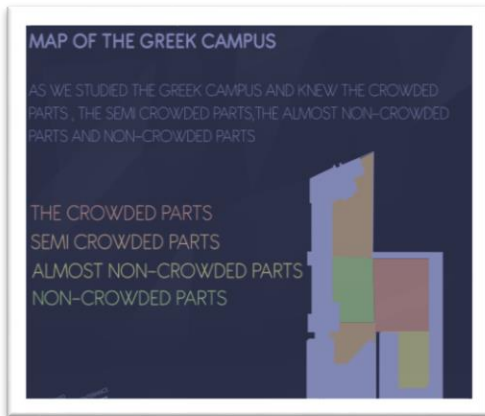 MAP OF THE GREEK CAMPUS
AS WE STUDIED THE GREEK CAMPUS AND KNEW THE CROWDED
PARTS , THE SEMI CROWDED PARTS,THE ALMOST NON-CROWDED
PARTS AND NON-CROWDED PARTS
THE CROWDED PARTS
SEMI CROWDED PARTS
ALMOST NON-CROWDED PARTS
NON-CROWDED PARTS